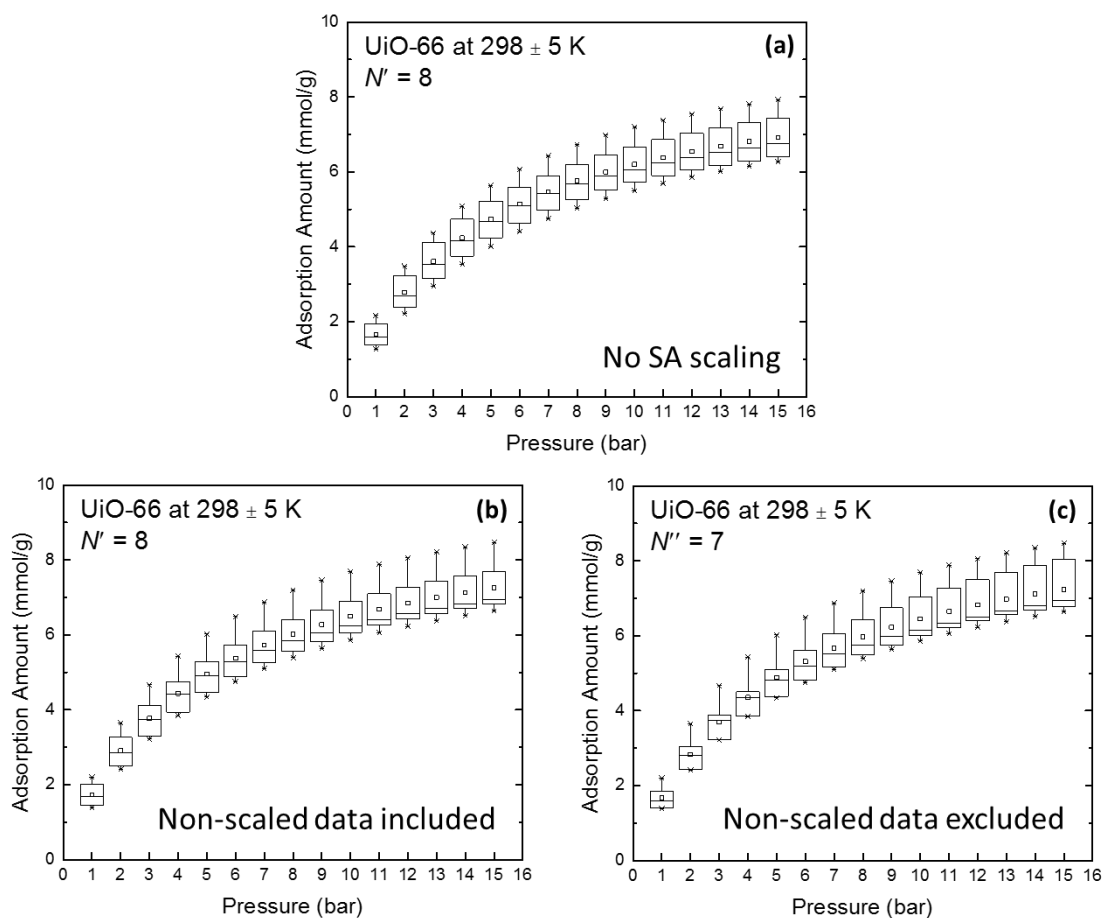 10
8
6
4
2
0
Adsorption Amount (mmol/g)
UiO-66 at 298 ± 5 K
N' = 8
(a)
No SA scaling
0 1 2 3 4 5 6 7 8 9 10 11 12 13 14 15 16
Pressure (bar)
10
8
6
4
2
0
Adsorption Amount (mmol/g)
UiO-66 at 298 ± 5 K
N' = 8
(b)
Non-scaled data included
0 1 2 3 4 5 6 7 8 9 10 11 12 13 14 15 16
Pressure (bar)
10
8
6
4
2
0
Adsorption Amount (mmol/g)
UiO-66 at 298 ± 5 K
N'' = 7
(c)
Non-scaled data excluded
0 1 2 3 4 5 6 7 8 9 10 11 12 13 14 15 16
Pressure (bar)